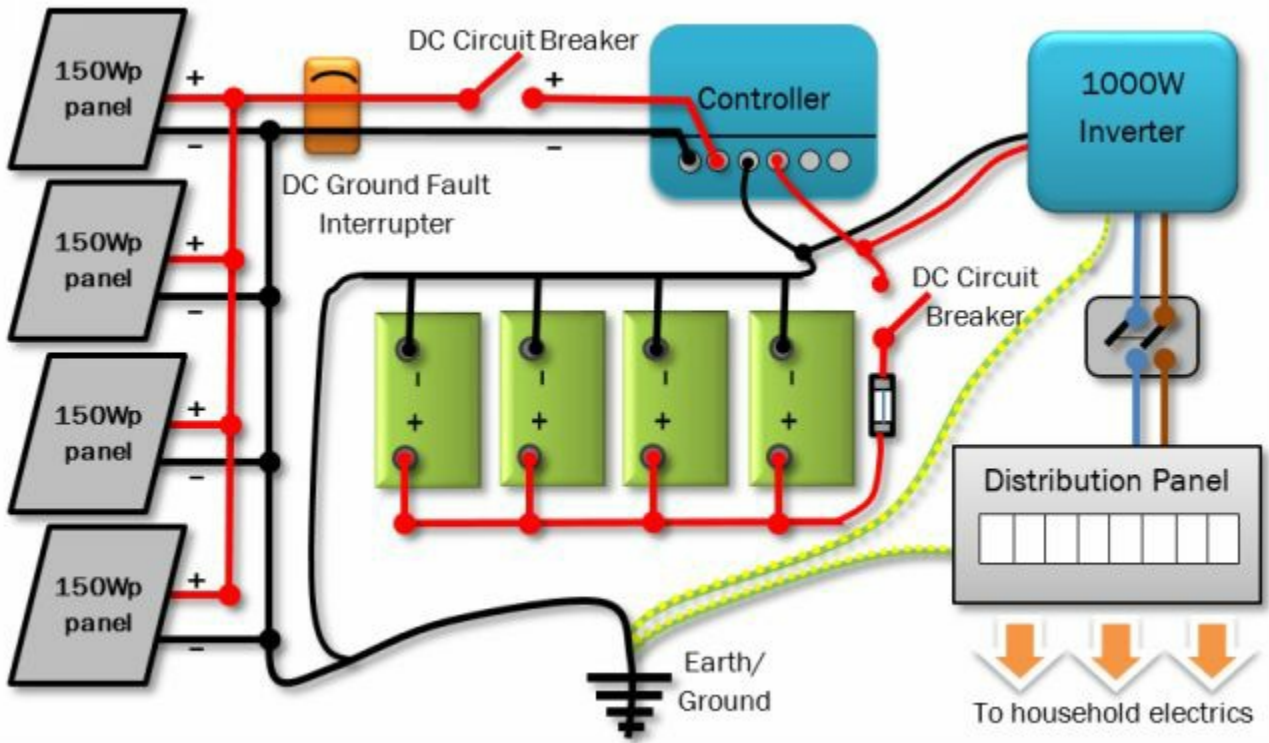 150Wp
panel
+
−
DC Circuit Breaker
+
−
DC Ground Fault
Interrupter
Controller
1000W
Inverter
150Wp
panel
+
−
DC Circuit
Breaker
150Wp
panel
+
−
− + − + − + − +
Distribution Panel
150Wp
panel
+
−
Earth/
Ground
To household electrics